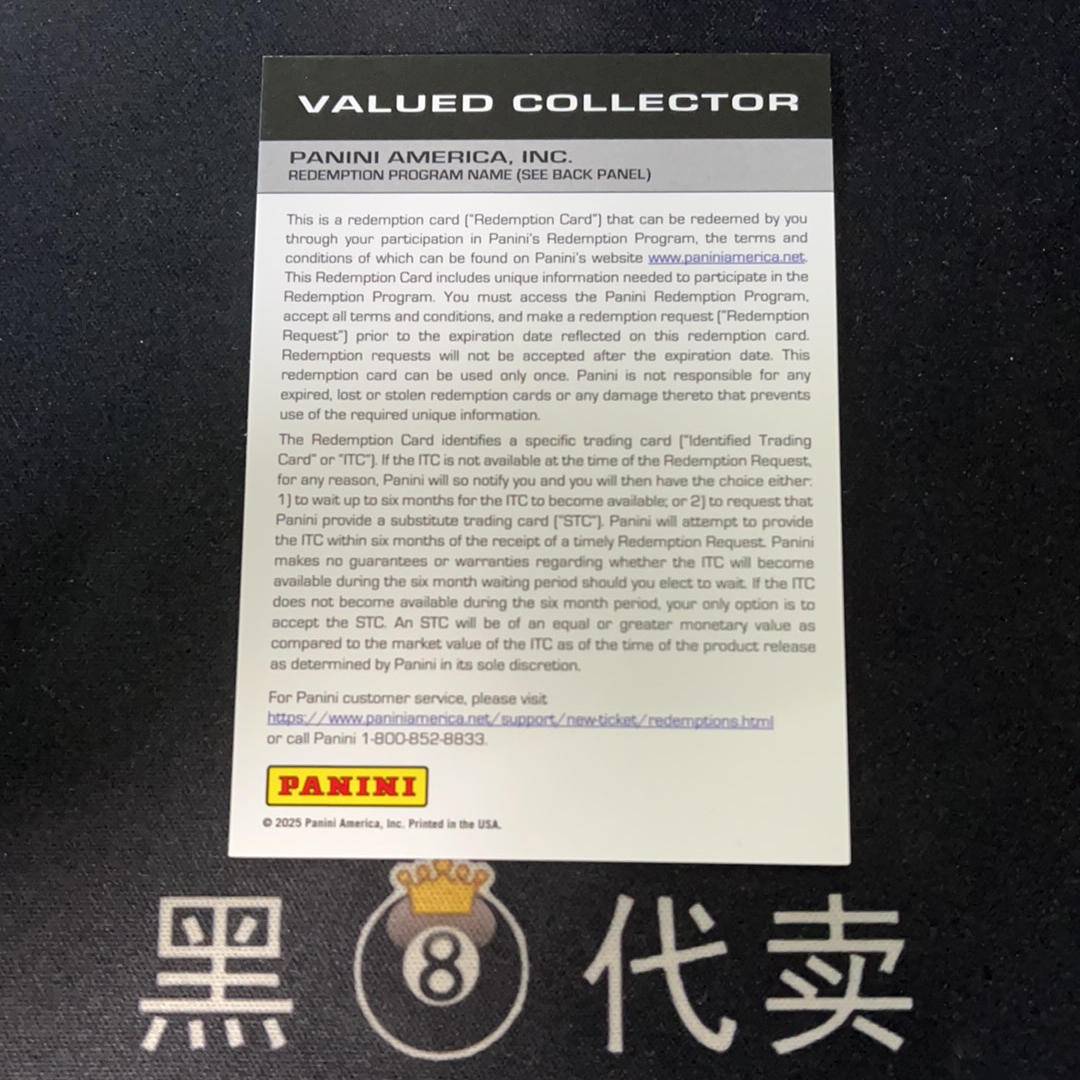 VALUED COLLECTOR
PANINI AMERICA, INC.
REDEMPTION PROGRAM NAME (SEE BACK PANEL)
This is a redemption card ("Redemption Card") that can be redeemed by you
through your participation in Panini's Redemption Program, the terms and
conditions of which can be found on Panini's website www.paniniamerica.net.
This Redemption Card includes unique information needed to participate in the
Redemption Program. You must access the Panini Redemption Program,
accept all terms and conditions, and make a redemption request ("Redemption
Request") prior to the expiration date reflected on this redemption card.
Redemption requests will not be accepted after the expiration date. This
redemption card can be used only once. Panini is not responsible for any
expired, lost or stolen redemption cards or any damage thereto that prevents
use of the required unique information.
The Redemption Card identifies a specific trading card ("Identified Trading
Card" or "ITC"). If the ITC is not available at the time of the Redemption Request,
for any reason, Panini will so notify you and you will then have the choice either:
1) to wait up to six months for the ITC to become available; or 2) to request that
Panini provide a substitute trading card ("STC"). Panini will attempt to provide
the ITC within six months of the receipt of a timely Redemption Request. Panini
makes no guarantees or warranties regarding whether the ITC will become
available during the six month waiting period should you elect to wait. If the ITC
does not become available during the six month period, your only option is to
accept the STC. An STC will be of an equal or greater monetary value as
compared to the market value of the ITC as of the time of the product release
as determined by Panini in its sole discretion.
For Panini customer service, please visit
https://www.paniniamerica.net/support/new-ticket/redemptions.html
or call Panini 1-800-852-8833.
PANINI
© 2025 Panini America, Inc. Printed in the USA.
黑8代卖